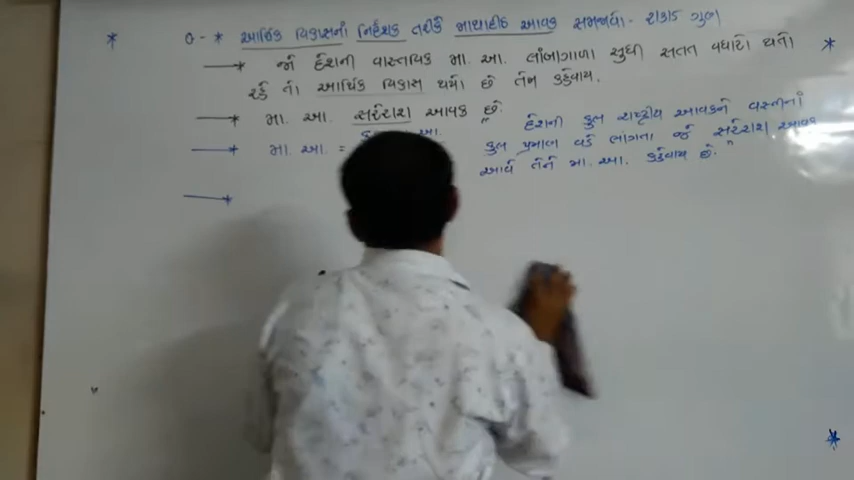 * Q - * આર્થિક વિકાસનાં નિર્દેશક તરીકે માથાદીઠ આવક સમજાવો -
→ જો દેશની વાસ્તવિક મા. આ. લાંબાગાળા સુધી સતત વધારો થતો *
રહે તો આર્થિક વિકાસ થયો છે તેમ કહેવાય.
→ મા. આ. સરેરાશ આવક છે.
→ મા. આ. = આ.
" દેશની કુલ રાષ્ટ્રીય આવકને વસ્તીનાં
કુલ પ્રમાણ વડે ભાંગતા જે સરેરાશ આવક
આવે તેને મા. આ. કહેવાય છે. "
→